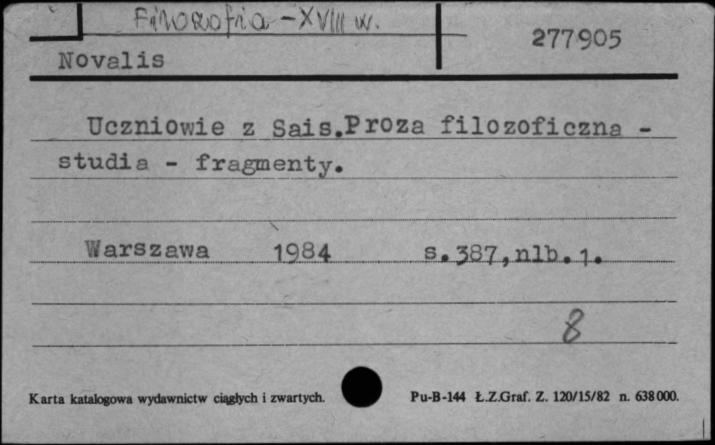 Filozofia - XVIII w.
277905
Novalis
Uczniowie z Sais.Proza filozoficzna -
studia - fragmenty.
Warszawa 1984 s.387,nlb.1.
8
Karta katalogowa wydawnictw ciągłych i zwartych. Pu-B-144 Ł.Z.Graf. Z. 120/15/82 n. 638000.